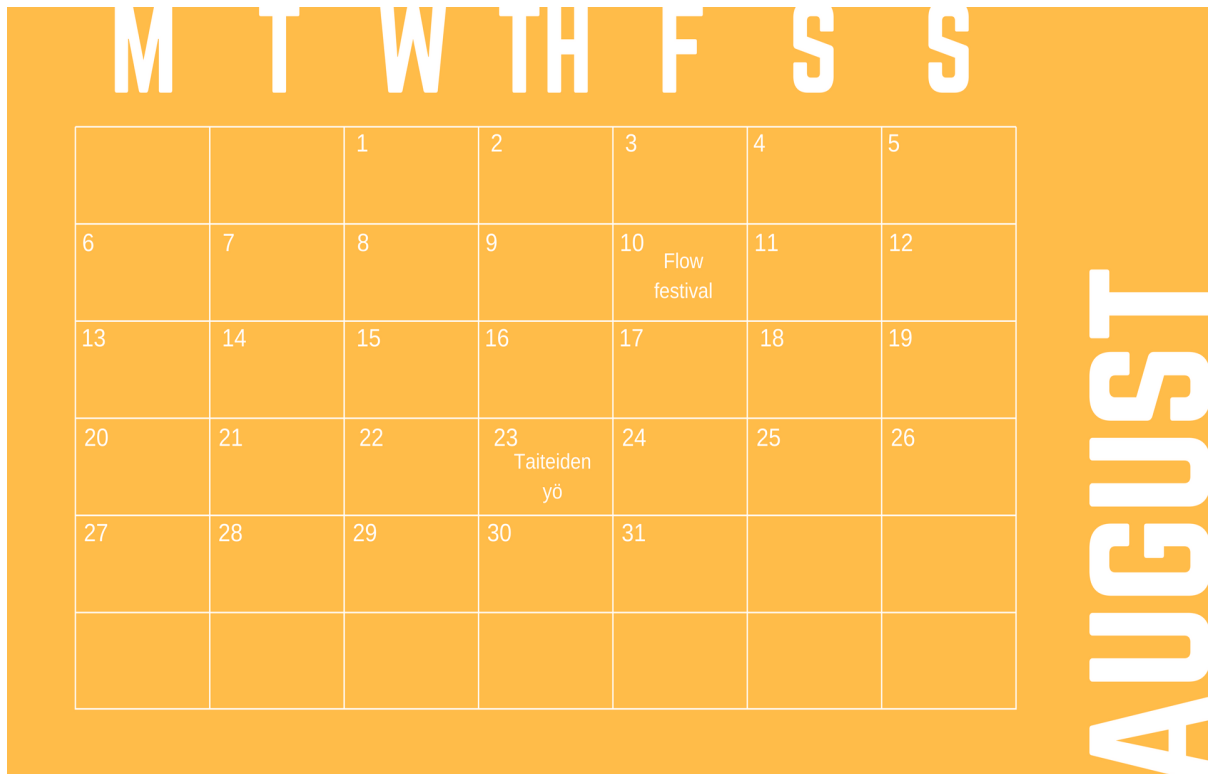 M T W TH F S S
1 2 3 4 5
6 7 8 9 10 11 12
Flow
festival
13 14 15 16 17 18 19
20 21 22 23 24 25 26
Taiteiden
yö
27 28 29 30 31
AUGUST